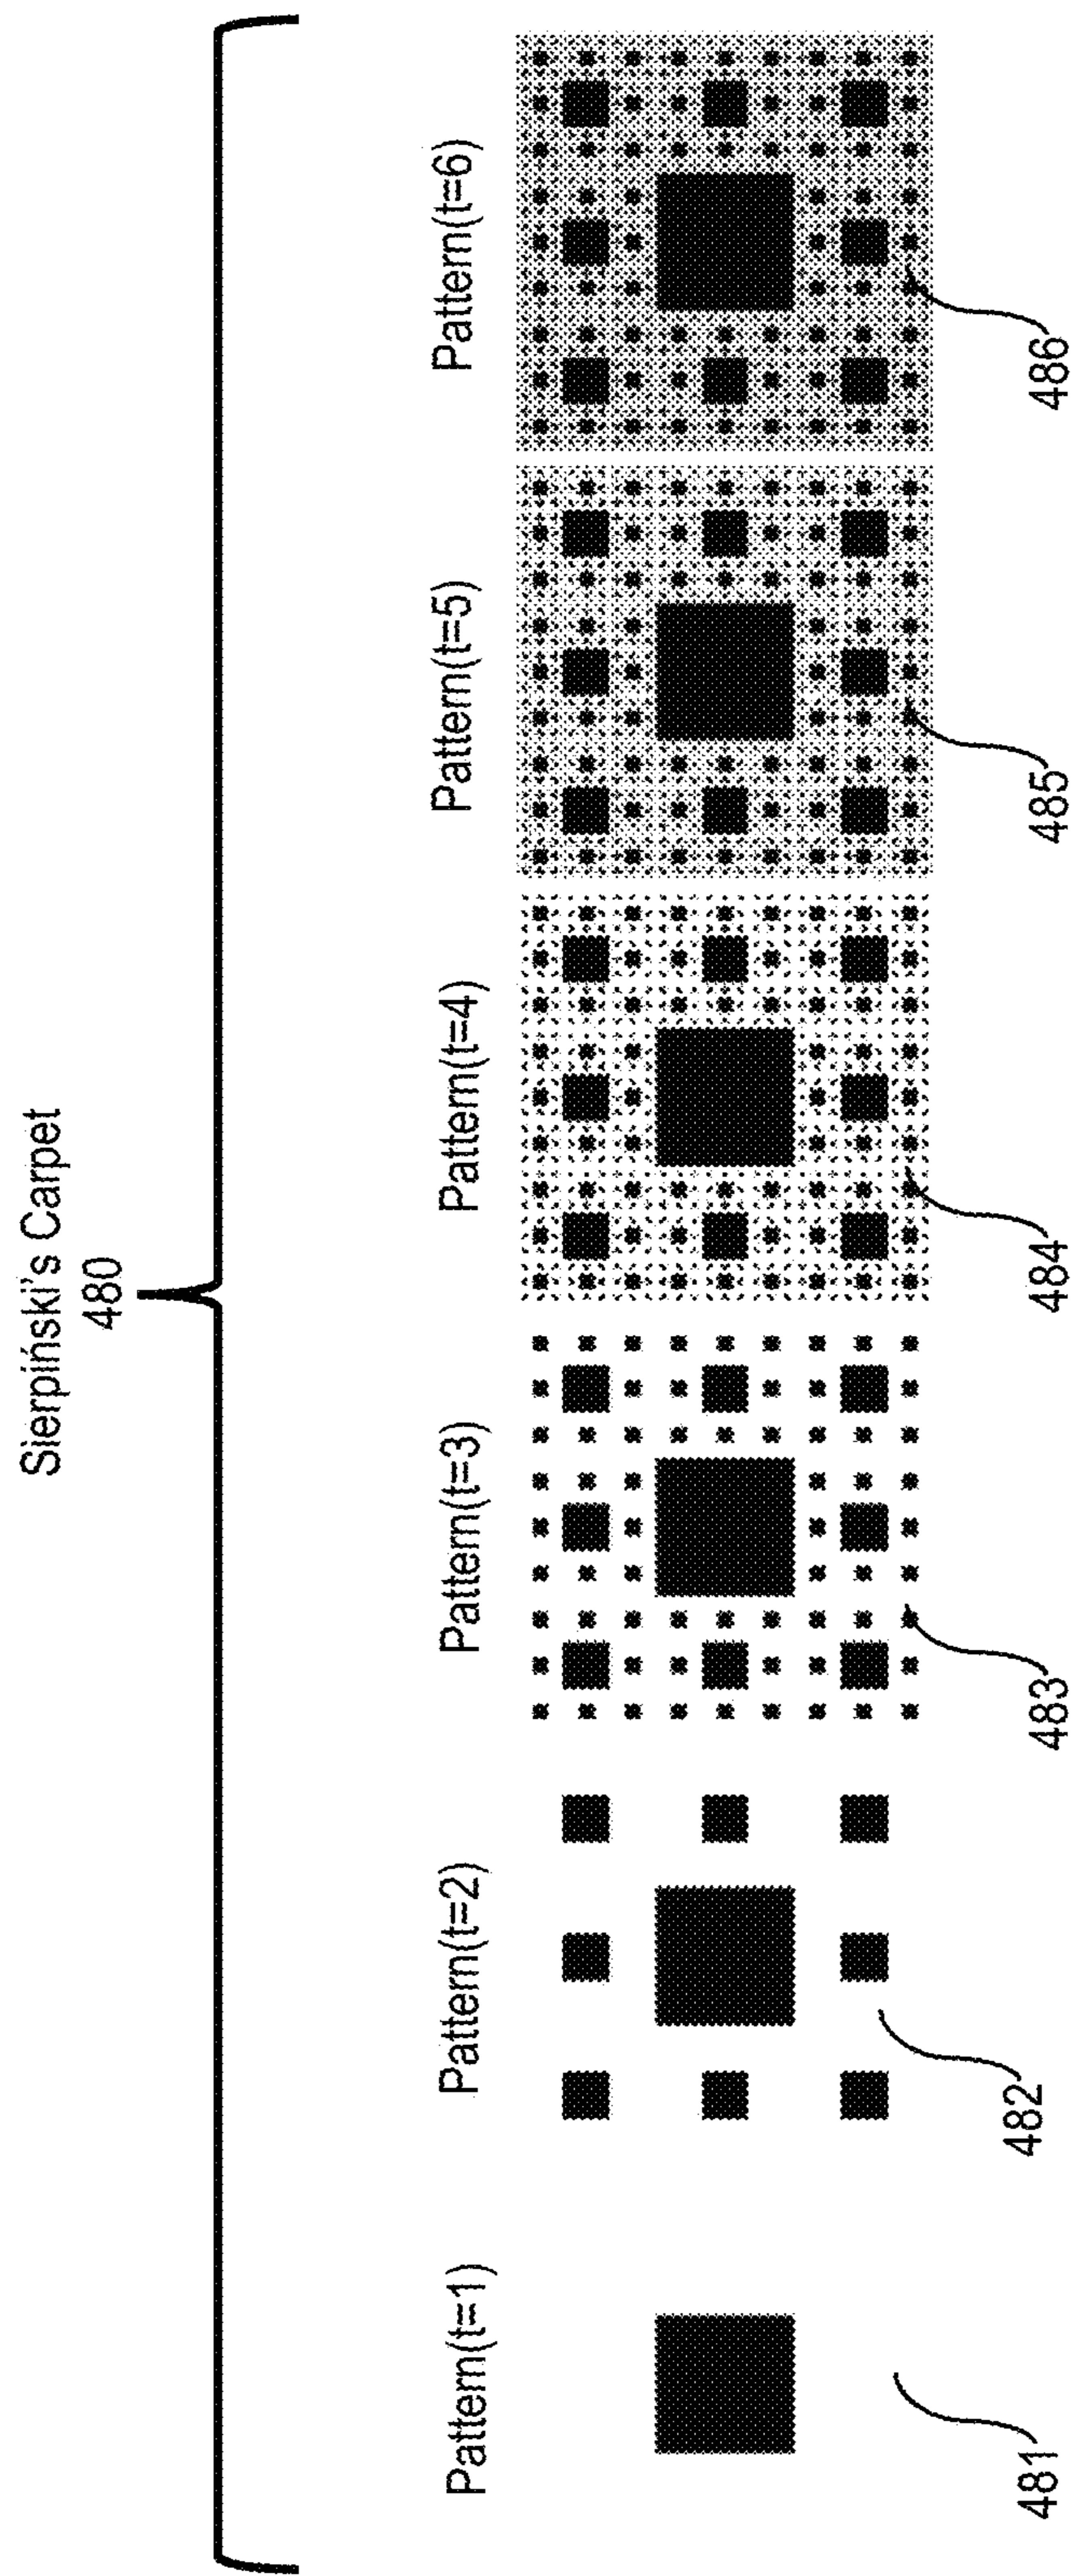 Sierpiński's Carpet
480
Pattern(t=1)
Pattern(t=2)
Pattern(t=3)
Pattern(t=4)
Pattern(t=5)
Pattern(t=6)
481
482
483
484
485
486